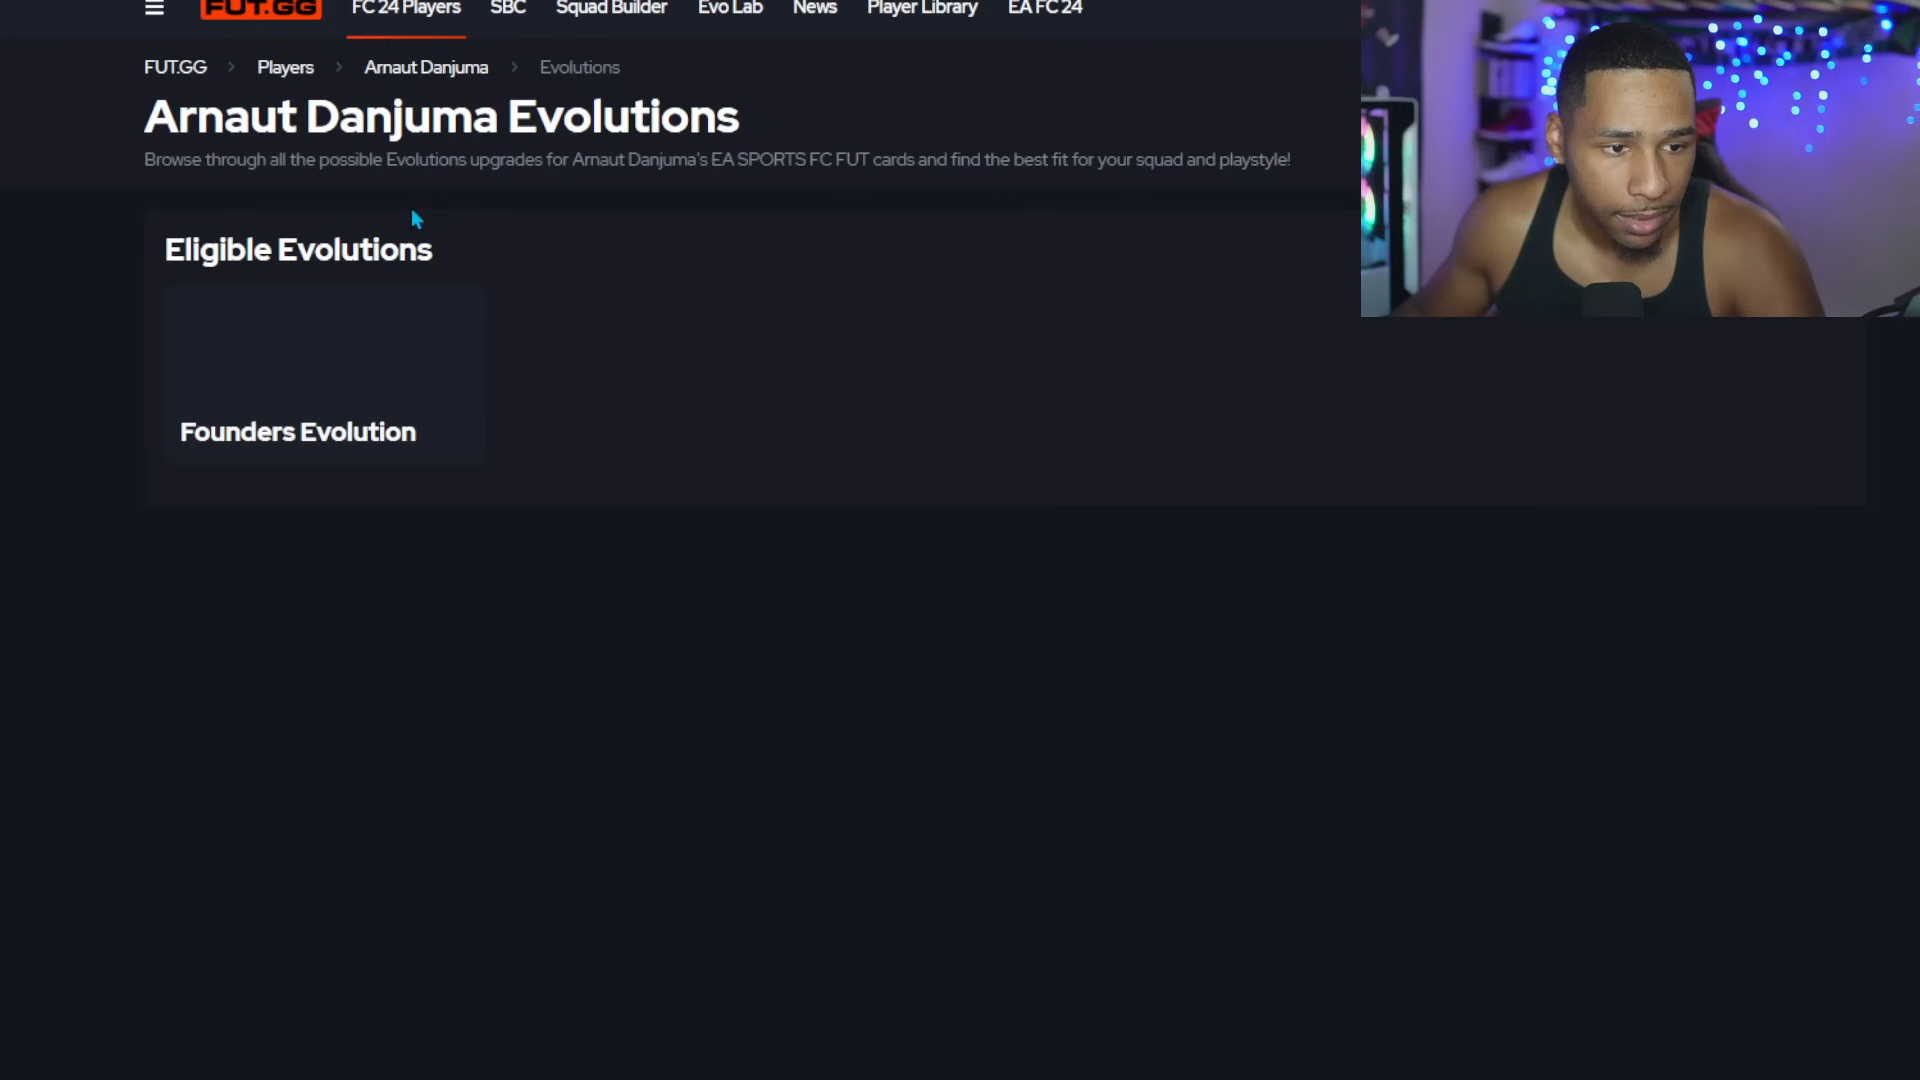 FUT.GG FC 24 Players SBC Squad Builder Evo Lab News Player Library EA FC 24
FUT.GG Players Arnaut Danjuma Evolutions
Arnaut Danjuma Evolutions
Browse through all the possible Evolutions upgrades for Arnaut Danjuma's EA SPORTS FC FUT cards and find the best fit for your squad and playstyle!
Eligible Evolutions
Founders Evolution